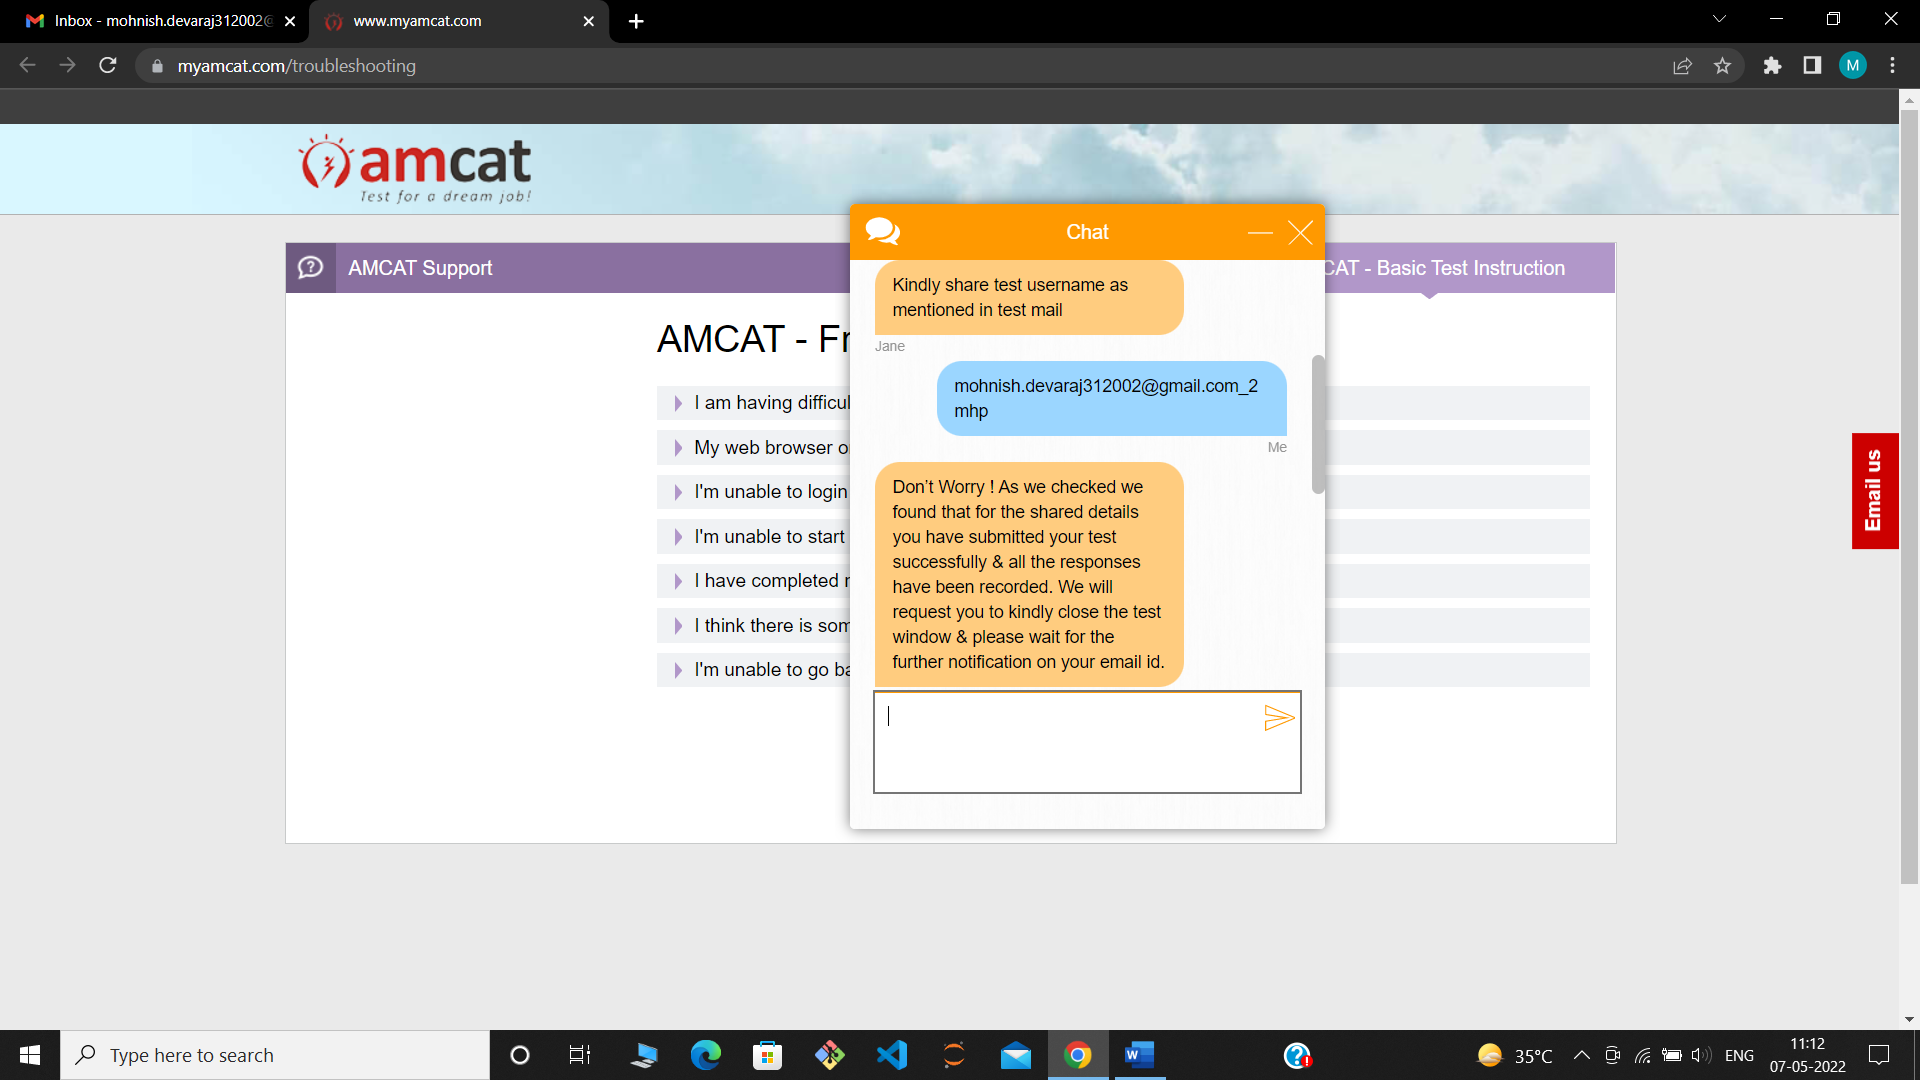 Inbox - mohnish.devaraj312002@
www.myamcat.com
myamcat.com/troubleshooting
M
amcat
Test for a dream job!
AMCAT Support
CAT - Basic Test Instruction
AMCAT - Fr
I am having difficul
My web browser o
I'm unable to login
I'm unable to start
I have completed
I think there is som
I'm unable to go ba
Chat
Kindly share test username as
mentioned in test mail
Jane
mohnish.devaraj312002@gmail.com_2
mhp
Me
Don’t Worry ! As we checked we
found that for the shared details
you have submitted your test
successfully & all the responses
have been recorded. We will
request you to kindly close the test
window & please wait for the
further notification on your email id.
Email us
Type here to search
35°C
ENG
11:12
07-05-2022